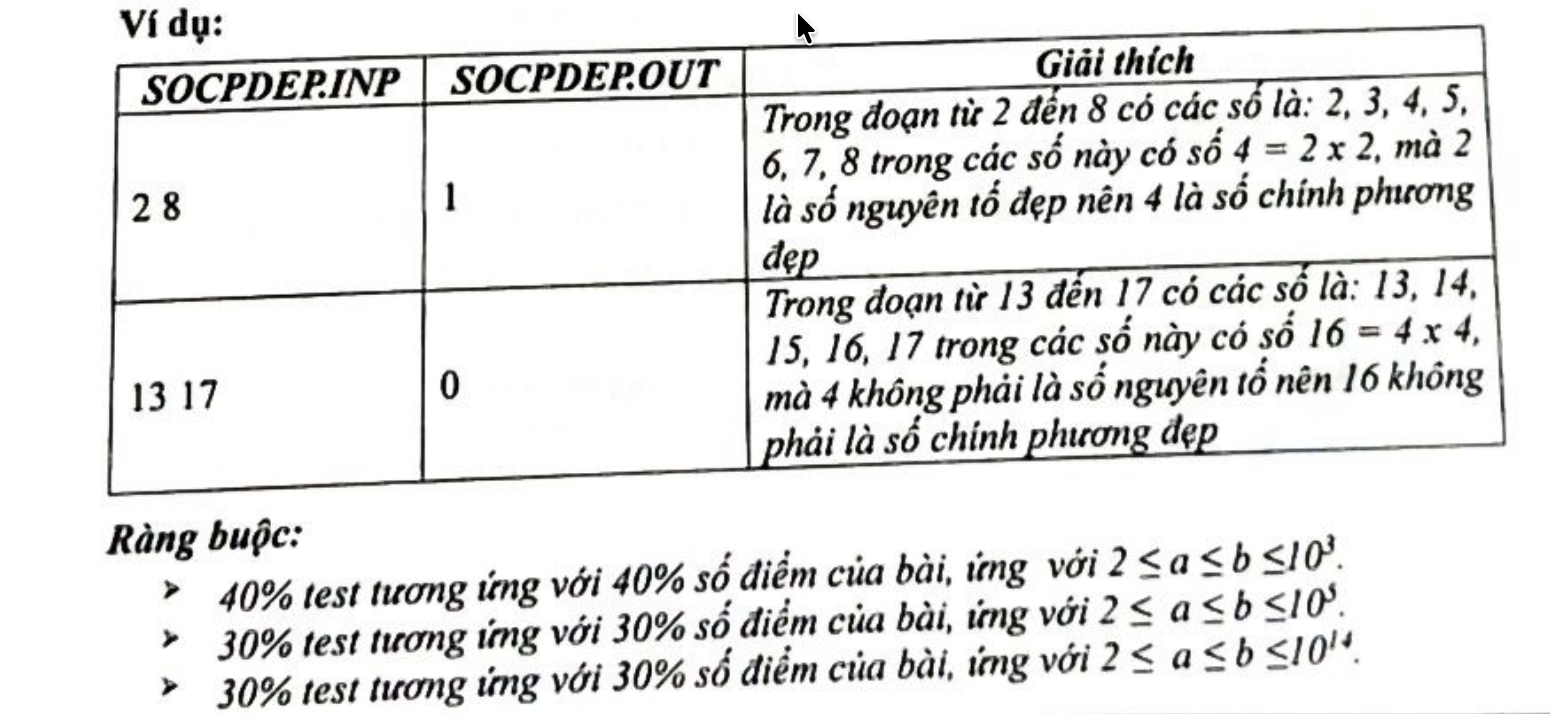 Ví dụ:
SOCPDEP.INP SOCPDEP.OUT Giải thích
2 8
1
Trong đoạn từ 2 đến 8 có các số là: 2, 3, 4, 5,
6, 7, 8 trong các số này có số 4 = 2 x 2, mà 2
là số nguyên tố đẹp nên 4 là số chính phương
đẹp
13 17
0
Trong đoạn từ 13 đến 17 có các số là: 13, 14,
15, 16, 17 trong các số này có số 16 = 4 x 4,
mà 4 không phải là số nguyên tố nên 16 không
phải là số chính phương đẹp
Ràng buộc:
➤ 40% test tương ứng với 40% số điểm của bài, ứng với 2 ≤ a ≤ b ≤10³.
➤ 30% test tương ứng với 30% số điểm của bài, ứng với 2 ≤ a ≤ b ≤10⁵.
➤ 30% test tương ứng với 30% số điểm của bài, ứng với 2 ≤ a ≤ b ≤10¹⁴.